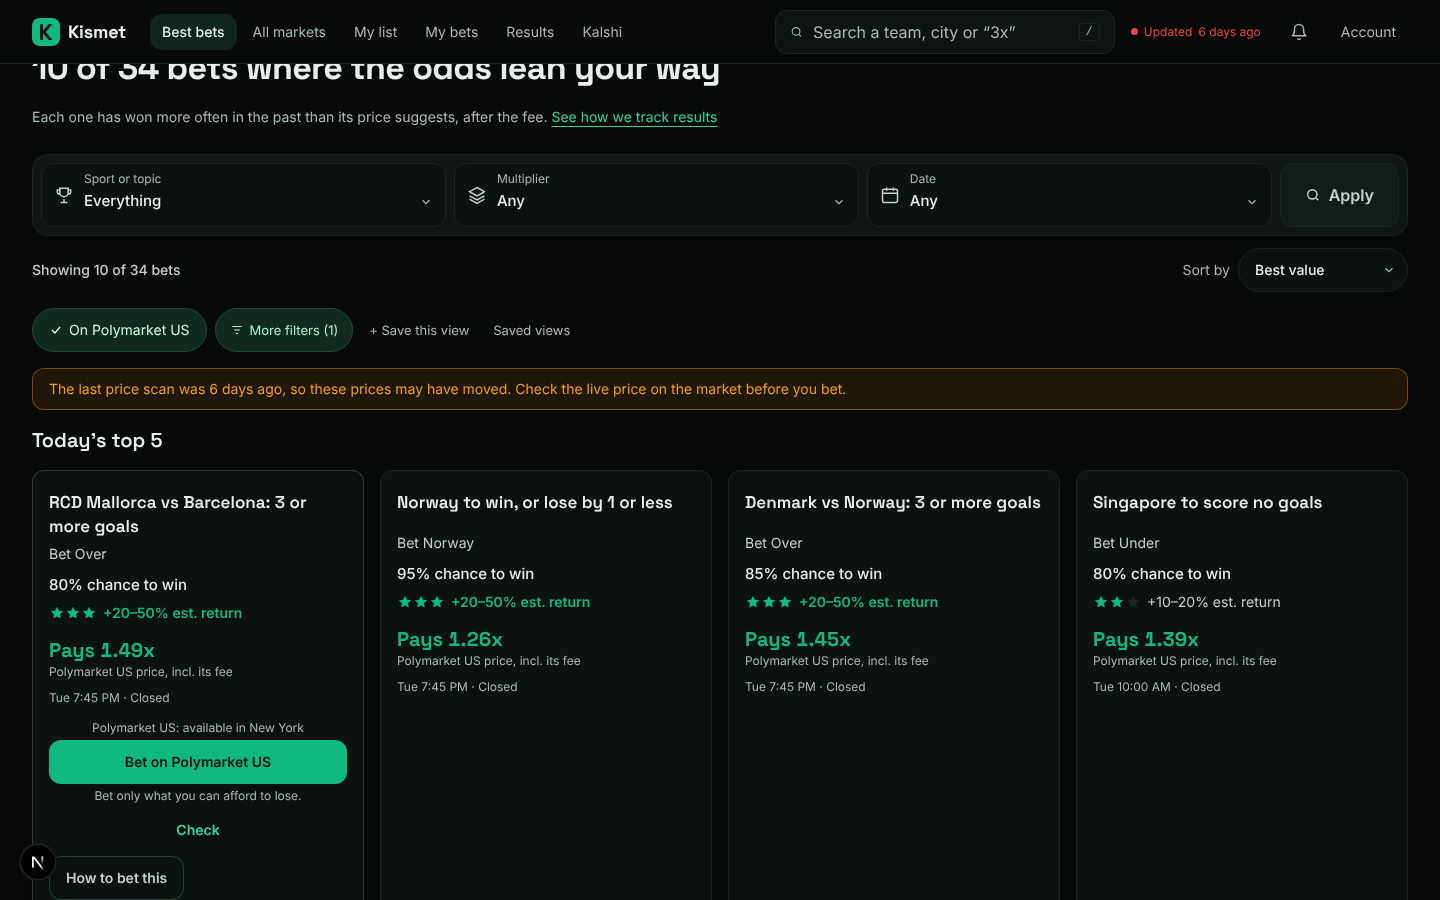 Kismet
Best bets
All markets
My list
My bets
Results
Kalshi
Search a team, city or “3x”
/
Updated 6 days ago
Account
10 of 34 bets where the odds lean your way
Each one has won more often in the past than its price suggests, after the fee. See how we track results
Sport or topic
Everything
Multiplier
Any
Date
Any
Apply
Showing 10 of 34 bets
Sort by
Best value
On Polymarket US
More filters (1)
+ Save this view
Saved views
The last price scan was 6 days ago, so these prices may have moved. Check the live price on the market before you bet.
Today’s top 5
RCD Mallorca vs Barcelona: 3 or
more goals
Bet Over
80% chance to win
+20–50% est. return
Pays 1.49x
Polymarket US price, incl. its fee
Tue 7:45 PM · Closed
Polymarket US: available in New York
Bet on Polymarket US
Bet only what you can afford to lose.
Check
How to bet this
Norway to win, or lose by 1 or less
Bet Norway
95% chance to win
+20–50% est. return
Pays 1.26x
Polymarket US price, incl. its fee
Tue 7:45 PM · Closed
Denmark vs Norway: 3 or more goals
Bet Over
85% chance to win
+20–50% est. return
Pays 1.45x
Polymarket US price, incl. its fee
Tue 7:45 PM · Closed
Singapore to score no goals
Bet Under
80% chance to win
+10–20% est. return
Pays 1.39x
Polymarket US price, incl. its fee
Tue 10:00 AM · Closed